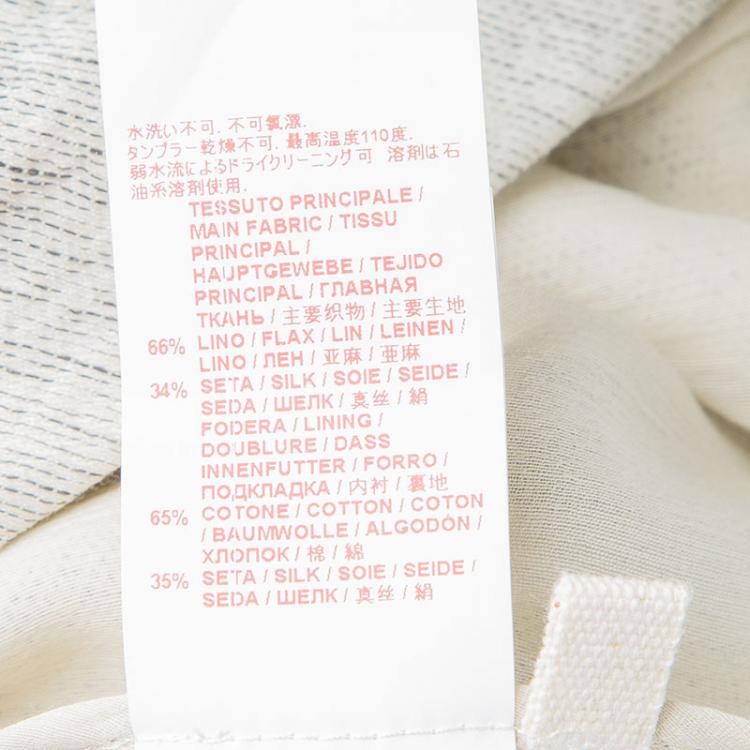 水洗い不可. 不可氯漂.
タンブラー乾燥不可. 最高温度110度.
弱水流によるドライクリーニング可 溶剤は石
油系溶剤使用.
TESSUTO PRINCIPALE /
MAIN FABRIC / TISSU
PRINCIPAL /
HAUPTGEWEBE / TEJIDO
PRINCIPAL / ГЛАВНАЯ
ТКАНЬ / 主要织物 / 主要生地
66% LINO / FLAX / LIN / LEINEN /
LINO / ЛЕН / 亚麻 / 亜麻
34% SETA / SILK / SOIE / SEIDE /
SEDA / ШЕЛК / 真丝 / 絹
FODERA / LINING /
DOUBLURE / DASS
INNENFUTTER / FORRO /
ПОДКЛАДКА / 内衬 / 裏地
65% COTONE / COTTON / COTON
/ BAUMWOLLE / ALGODÓN /
ХЛОПОК / 棉 / 綿
35% SETA / SILK / SOIE / SEIDE /
SEDA / ШЕЛК / 真丝 / 絹